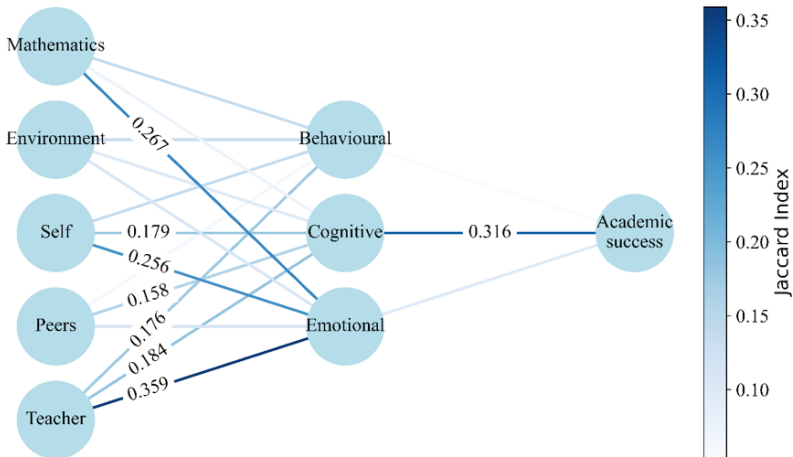 Mathematics
Environment
Self
Peers
Teacher
0.267
0.179
0.256
0.158
0.176
0.184
0.359
Behavioural
Cognitive
Emotional
0.316
Academic
success
0.35
0.30
0.25
0.20
0.15
0.10
Jaccard Index